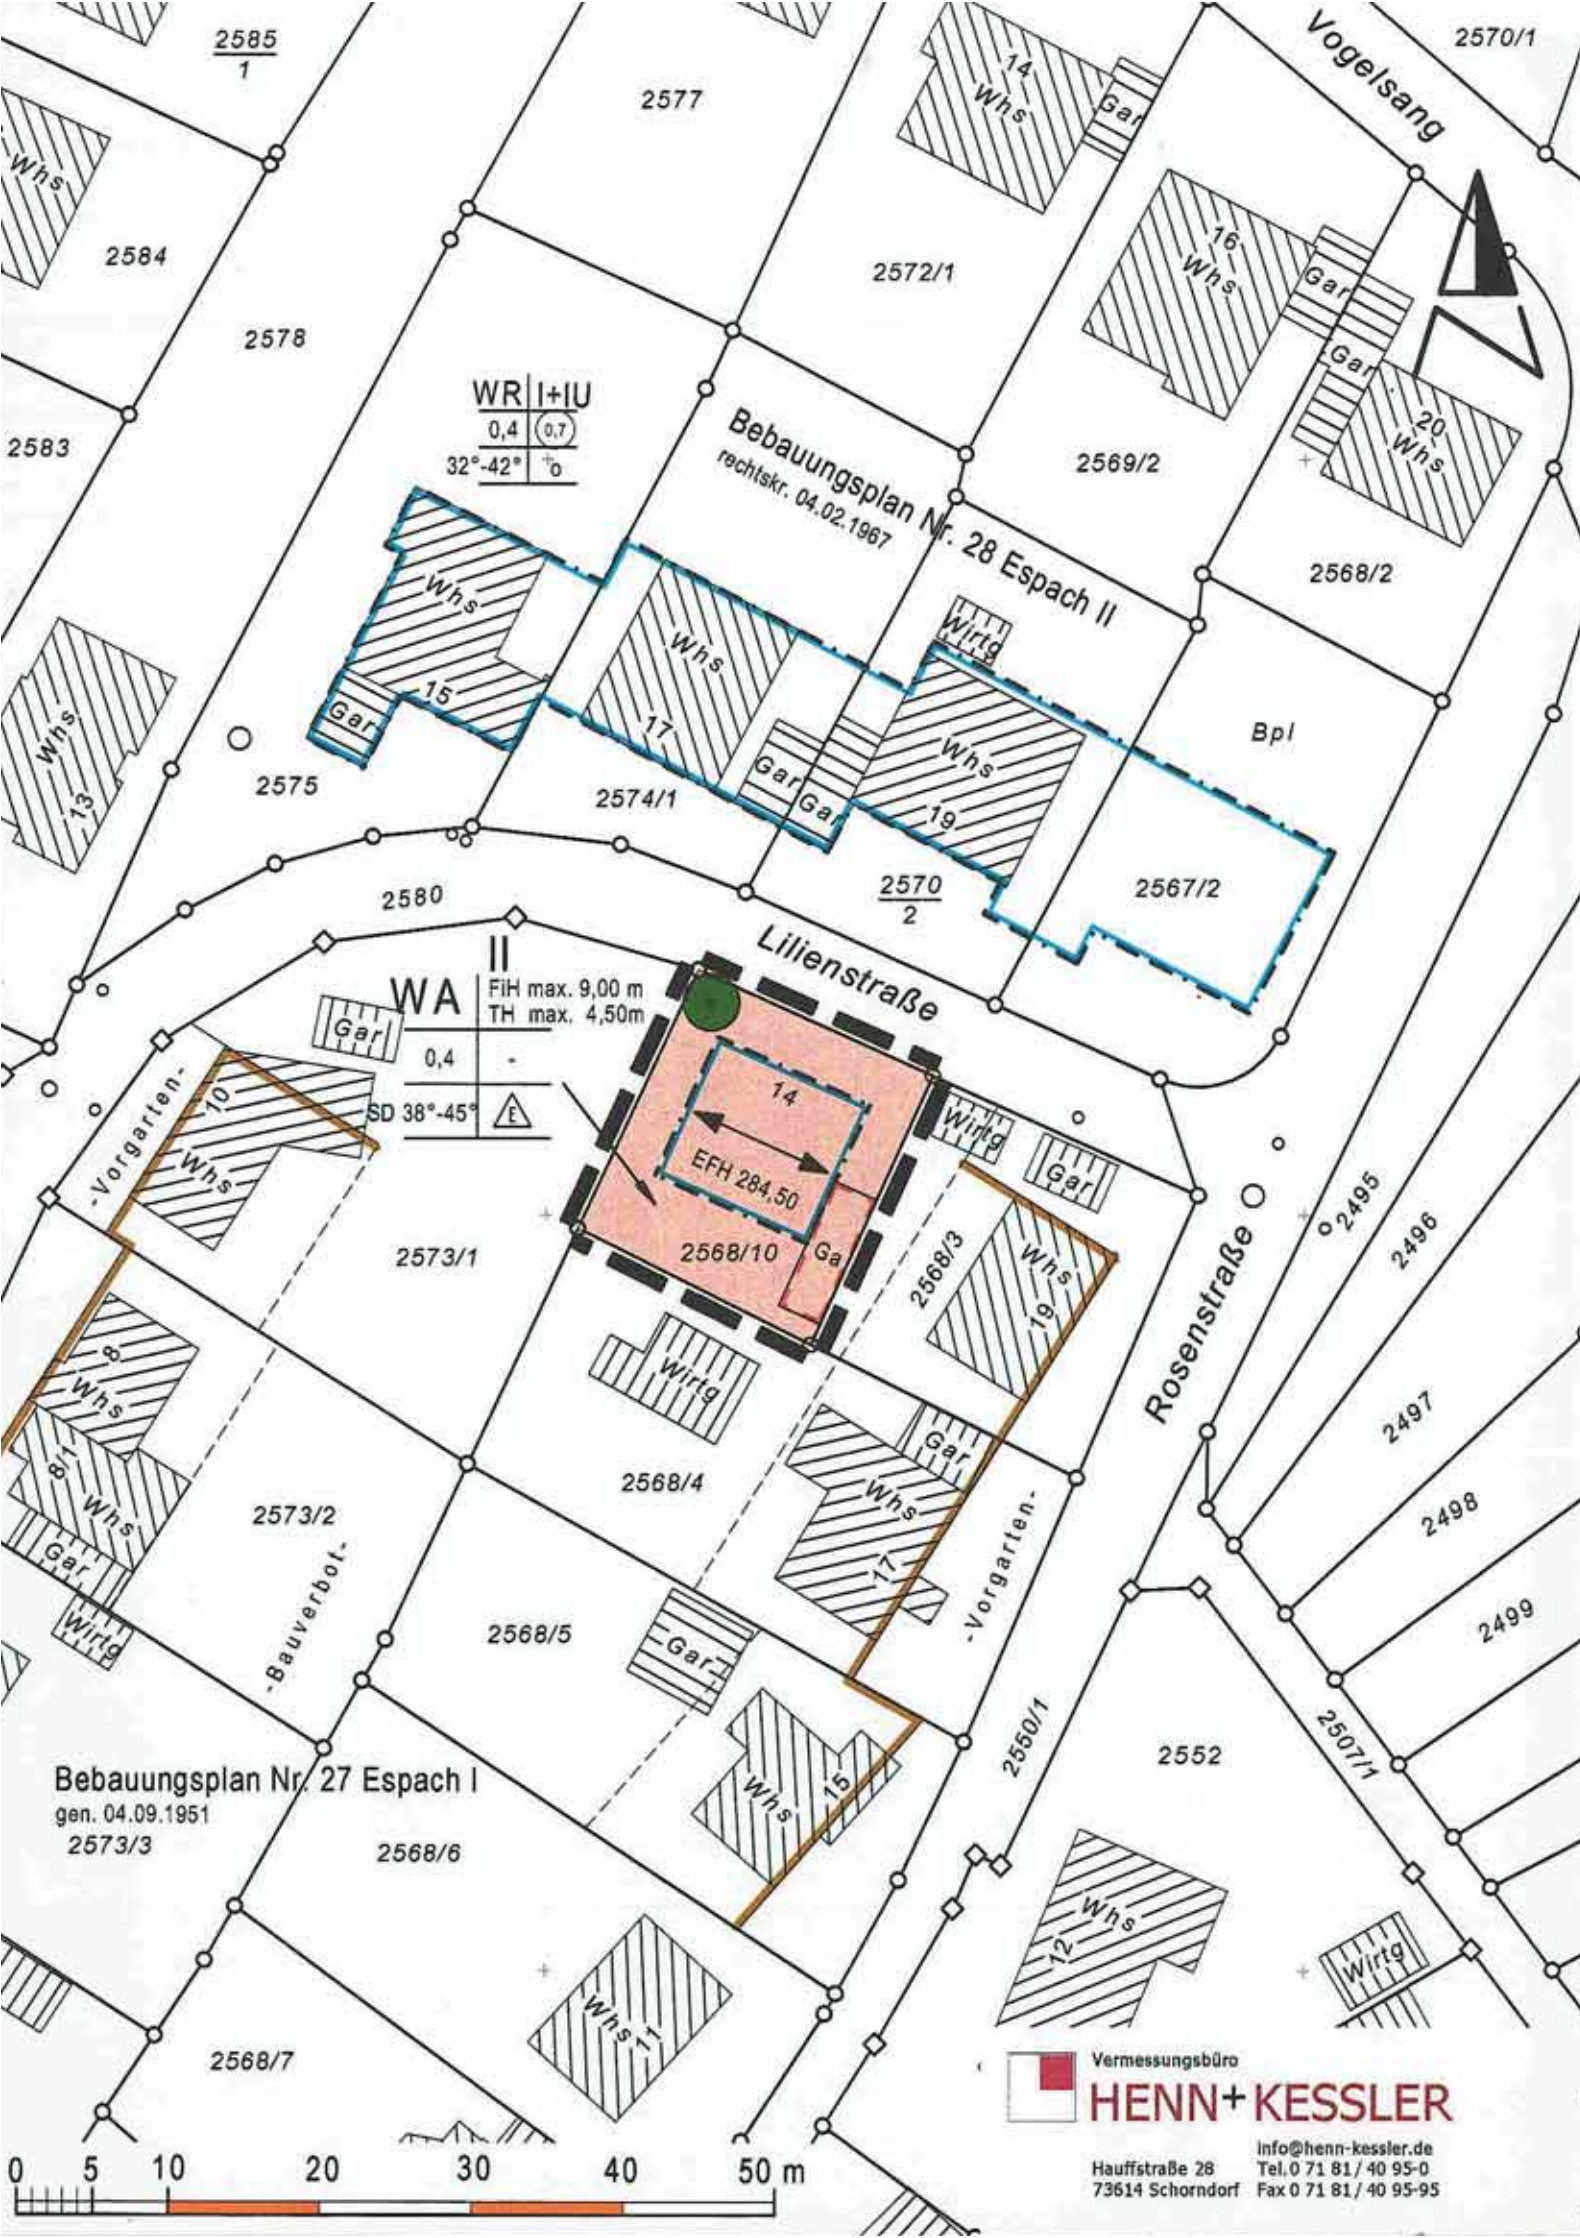 2585
1
2577
14
Whs
Gar
Vogelsang
2570/1
Whs
2584
2578
2572/1
16
Whs
Gar
Gar
20
Whs
2583
WR I+IU
0,4 0,7
32°-42° o
Bebauungsplan Nr. 28 Espach II
rechtskr. 04.02.1967
2569/2
2568/2
Whs
15
Gar
Whs
17
Gar
Gar
Wirtg
Whs
19
Bpl
Whs
13
2575
2574/1
2580
2570
2
2567/2
Lilienstraße
II
WA FiH max. 9,00 m
TH max. 4,50m
0,4 -
SD 38°-45° E
Gar
-Vorgarten-
10
Whs
14
EFH 284,50
2568/10
Ga
Wirtg
Gar
2573/1
2568/3
Whs
19
Rosenstraße
2495
2496
8
Whs
8/1
Whs
Gar
Wirtg
Wirtg
2568/4
Gar
Whs
17
-Vorgarten-
2497
2498
2499
2573/2
-Bauverbot-
2568/5
Gar
Whs
15
2550/1
2552
2507/1
Bebauungsplan Nr. 27 Espach I
gen. 04.09.1951
2573/3
2568/6
Whs
12
Wirtg
Whs 11
2568/7
Vermessungsbüro
HENN+KESSLER
info@henn-kessler.de
Hauffstraße 28 Tel.0 71 81/ 40 95-0
73614 Schorndorf Fax 0 71 81/ 40 95-95
0 5 10 20 30 40 50 m